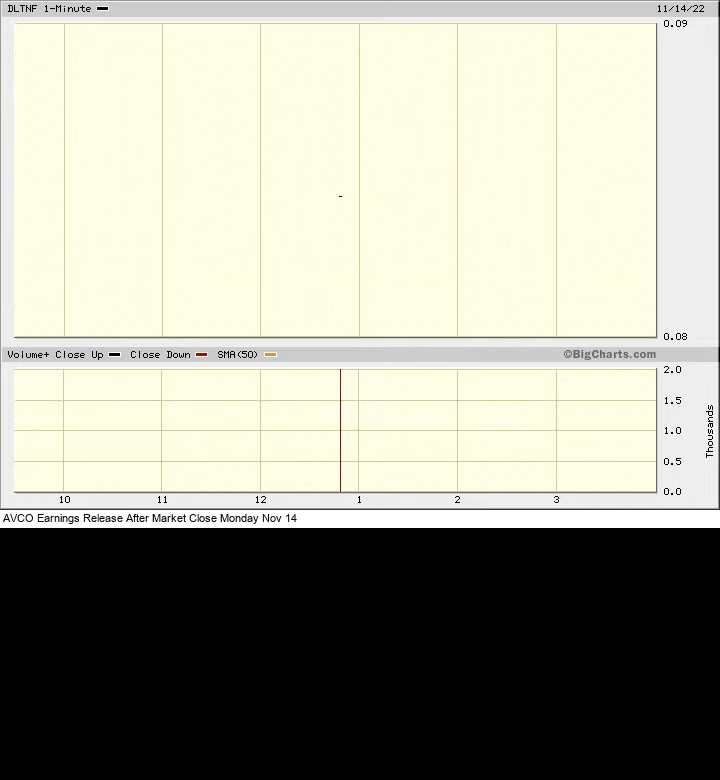 DLTNF 1-Minute 11/14/22
0.09
0.08
Volume+ Close Up Close Down SMA(50) ©BigCharts.com
2.0
1.5
1.0
0.5
0.0
Thousands
10 11 12 1 2 3
AVCO Earnings Release After Market Close Monday Nov 14